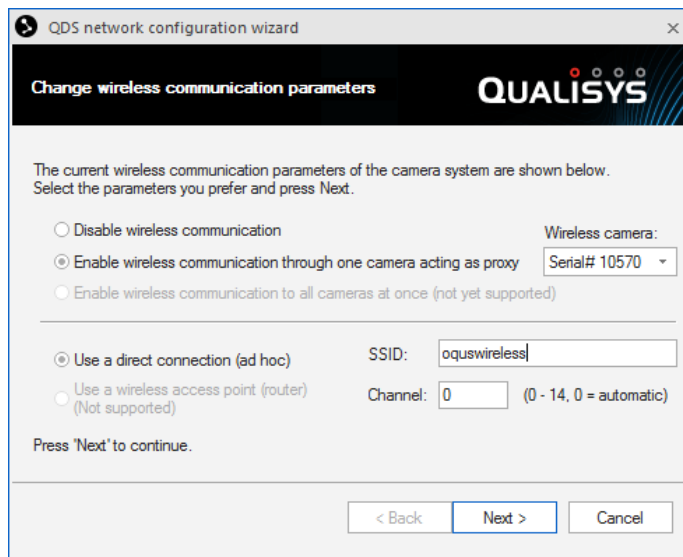 QDS network configuration wizard
Change wireless communication parameters
QUALISYS
The current wireless communication parameters of the camera system are shown below.
Select the parameters you prefer and press Next.
Disable wireless communication
Wireless camera:
Enable wireless communication through one camera acting as proxy
Serial# 10570
Enable wireless communication to all cameras at once (not yet supported)
Use a direct connection (ad hoc)
SSID:
oquswireless
Use a wireless access point (router)
(Not supported)
Channel:
0
(0 - 14, 0 = automatic)
Press 'Next' to continue.
< Back
Next >
Cancel